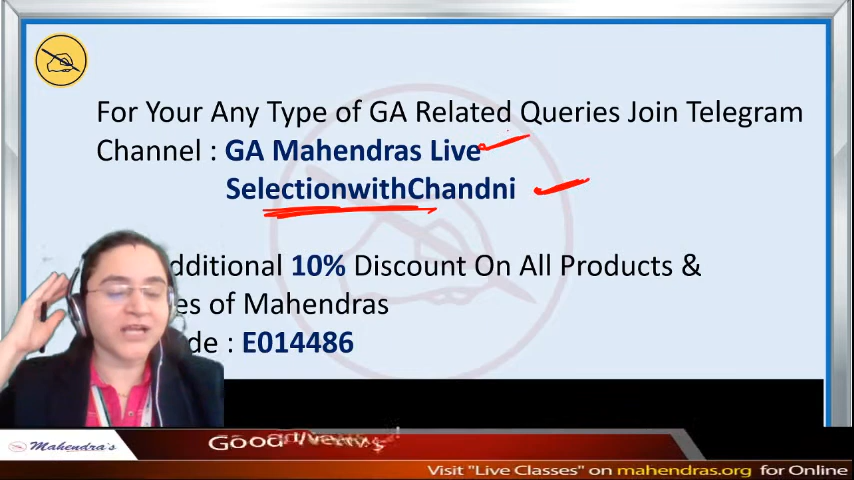 For Your Any Type of GA Related Queries Join Telegram
Channel : GA Mahendras Live
SelectionwithChandni
dditional 10% Discount On All Products &
es of Mahendras
de : E014486
Mahendra's
Good
Visit "Live Classes" on mahendras.org for Online